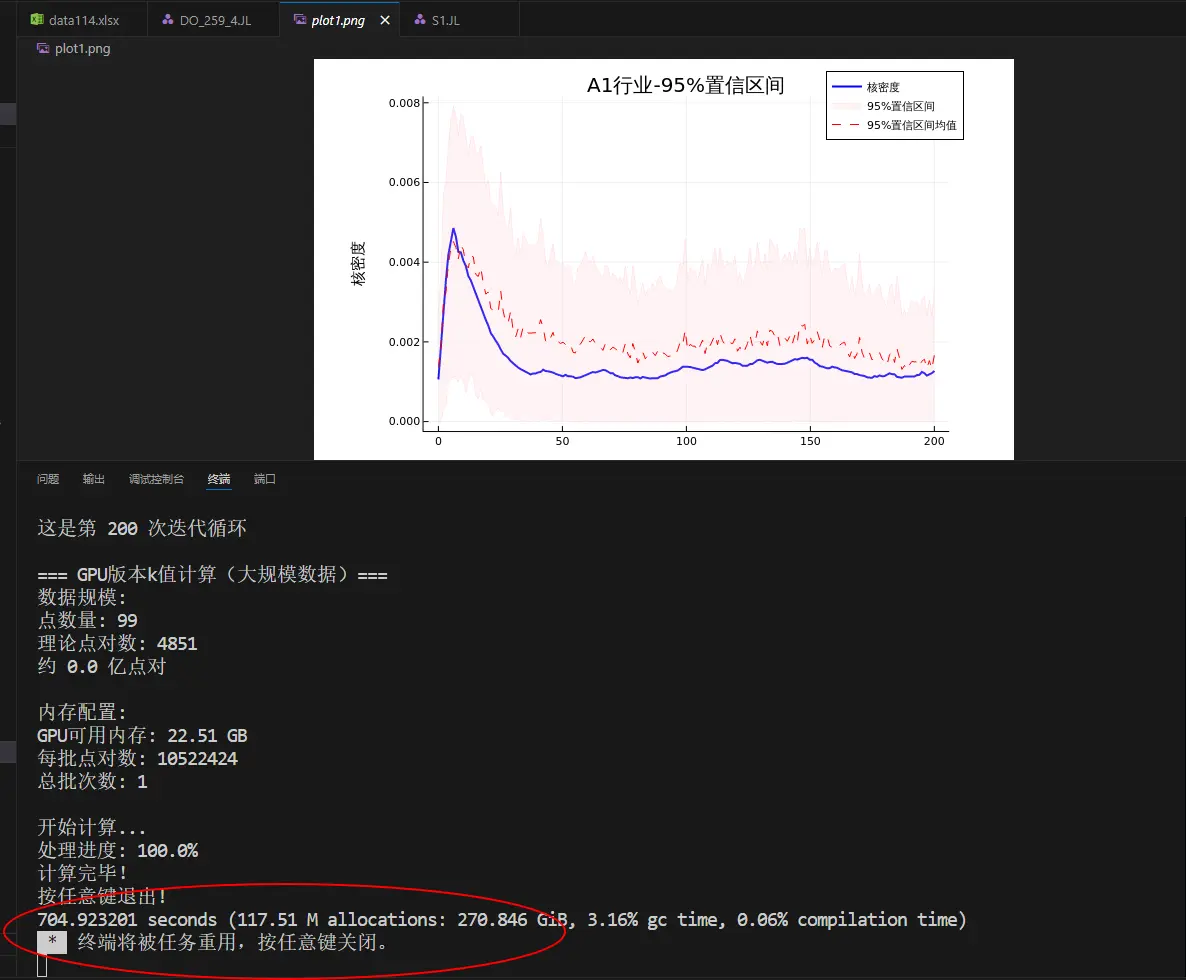 data114.xlsx DO_259_4.JL plot1.png S1.JL
plot1.png
A1行业-95%置信区间
核密度
95%置信区间
95%置信区间均值
0.008
0.006
0.004
0.002
0.000
核密度
0 50 100 150 200
问题 输出 调试控制台 终端 端口
这是第 200 次迭代循环
=== GPU版本k值计算（大规模数据）===
数据规模:
点数量: 99
理论点对数: 4851
约 0.0 亿点对
内存配置:
GPU可用内存: 22.51 GB
每批点对数: 10522424
总批次数: 1
开始计算...
处理进度: 100.0%
计算完毕!
按任意键退出!
704.923201 seconds (117.51 M allocations: 270.846 GiB, 3.16% gc time, 0.06% compilation time)
* 终端将被任务重用，按任意键关闭。